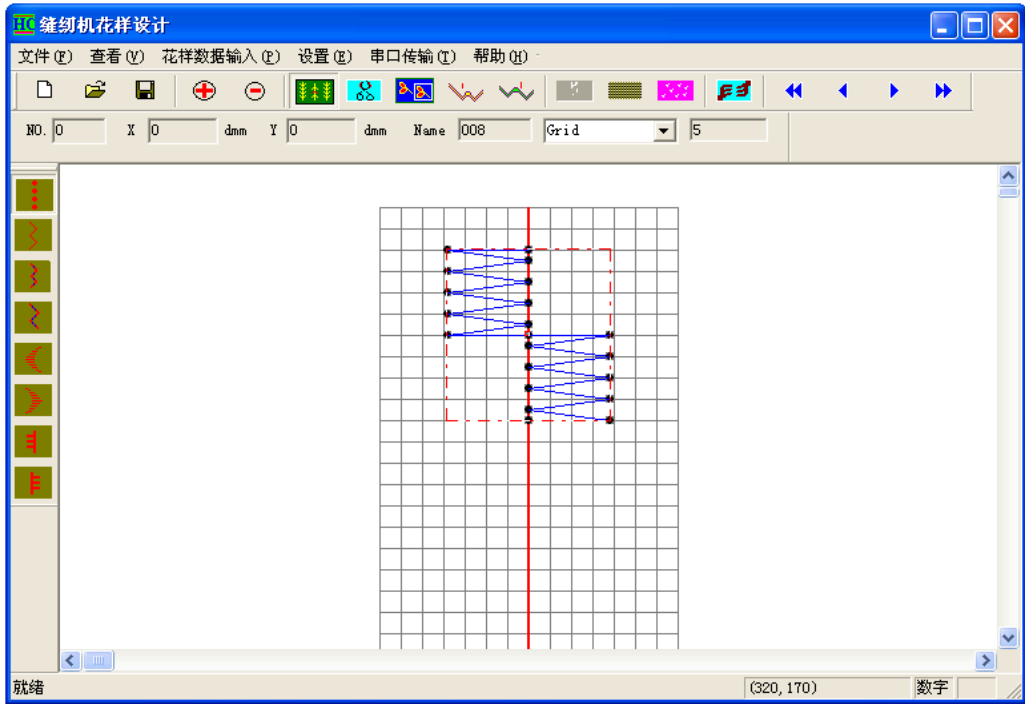 HC 缝纫机花样设计
文件(F) 查看(V) 花样数据输入(P) 设置(E) 串口传输(T) 帮助(H)
NO. 0 X 0 dmm Y 0 dmm Name 008 Grid 5
就绪 (320, 170) 数字